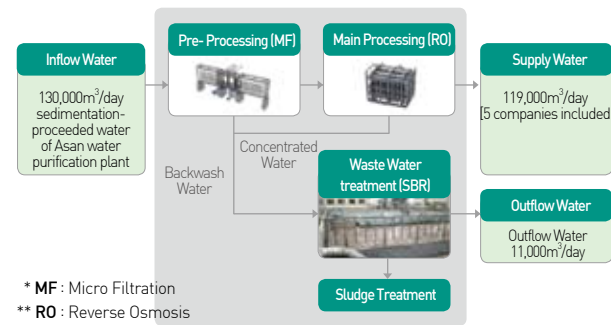 Pre- Processing (MF)
Main Processing (RO)
Inflow Water
130,000m³/day
sedimentation-
proceeded water
of Asan water
purification plant
Supply Water
119,000m³/day
[5 companies included
Concentrated
Water
Backwash
Water
Waste Water
treatment (SBR)
Outflow Water
Outflow Water
11,000m³/day
Sludge Treatment
* MF : Micro Filtration
** RO : Reverse Osmosis